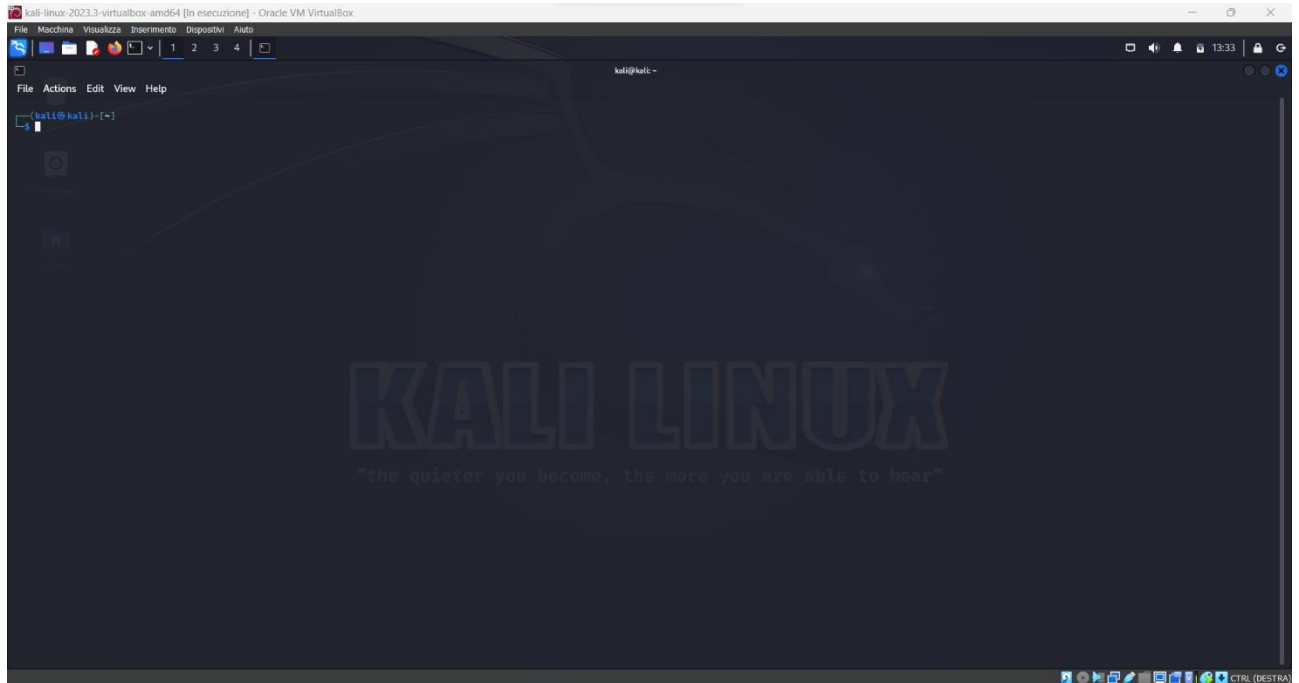 kali-linux-2023.3-virtualbox-amd64 [In esecuzione] - Oracle VM VirtualBox
File Macchina Visualizza Inserimento Dispositivi Aiuto
1 2 3 4 13:33
kali@kali: ~
File Actions Edit View Help
(kali㉿kali)-[~]
$
KALI LINUX
"the quieter you become, the more you are able to hear"
CTRL (DESTRA)